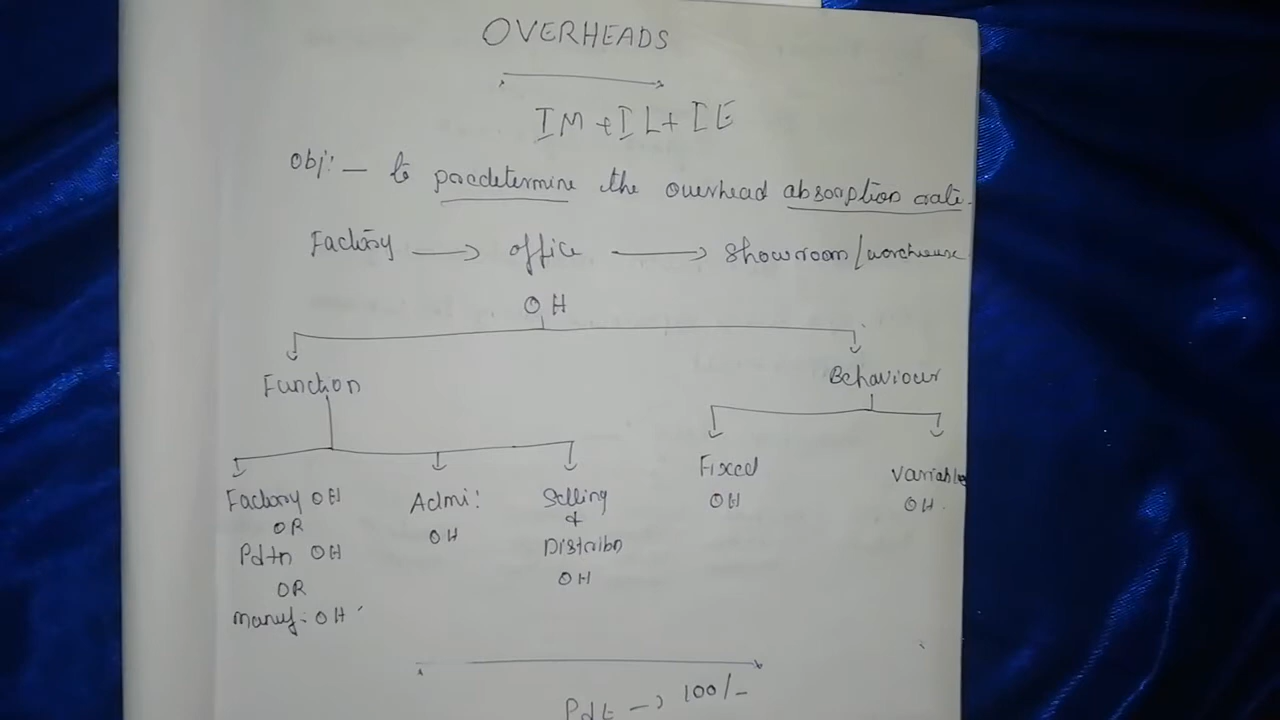 OVERHEADS
IM + IL + IE
Obj:- to predetermine the overhead absorption rate.
Factory → office → Showroom/warehouse
OH
Function Behaviour
Factory OH Admi: Selling Fixed Variable
OR OH & OH OH
Pdtn OH Distribn
OR OH
Manuf: OH
Pdt → 100/-